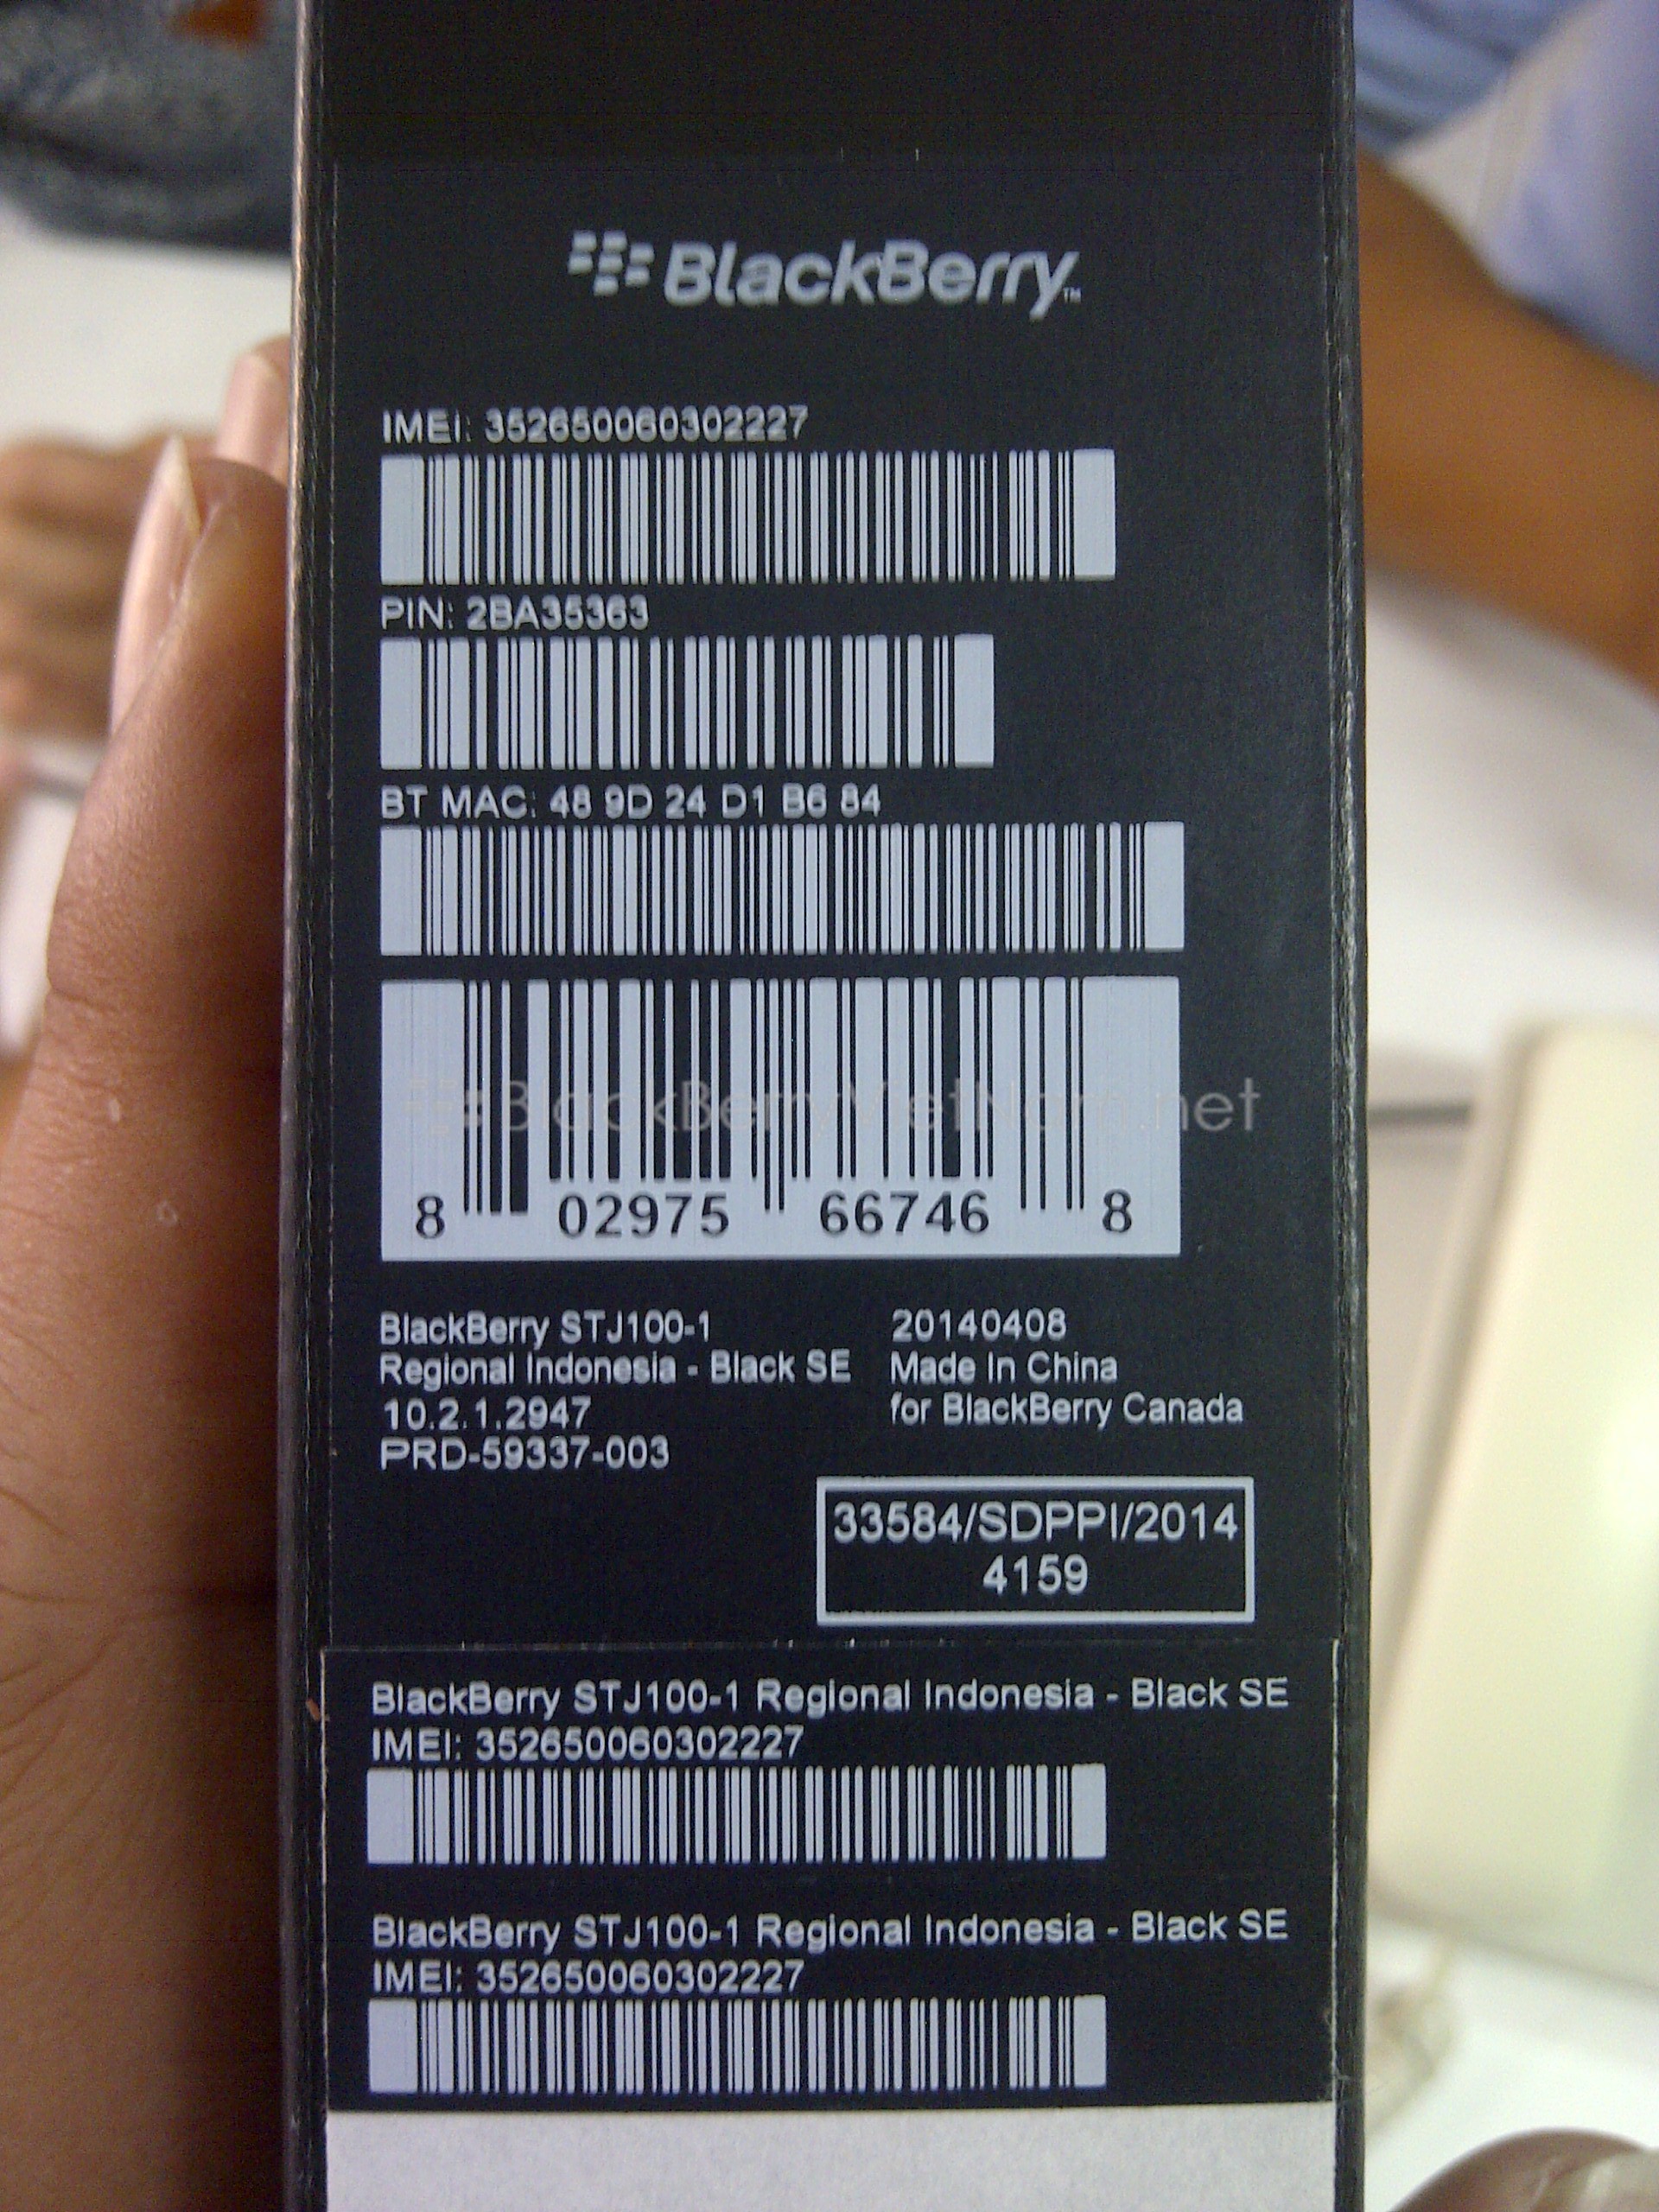 BlackBerry™
IMEI: 352650060302227
PIN: 2BA35363
BT MAC: 48 9D 24 D1 B6 84
BlackBerryVietNam.net
8 02975 66746 8
BlackBerry STJ100-1
Regional Indonesia - Black SE
10.2.1.2947
PRD-59337-003
20140408
Made In China
for BlackBerry Canada
33584/SDPPI/2014
4159
BlackBerry STJ100-1 Regional Indonesia - Black SE
IMEI: 352650060302227
BlackBerry STJ100-1 Regional Indonesia - Black SE
IMEI: 352650060302227